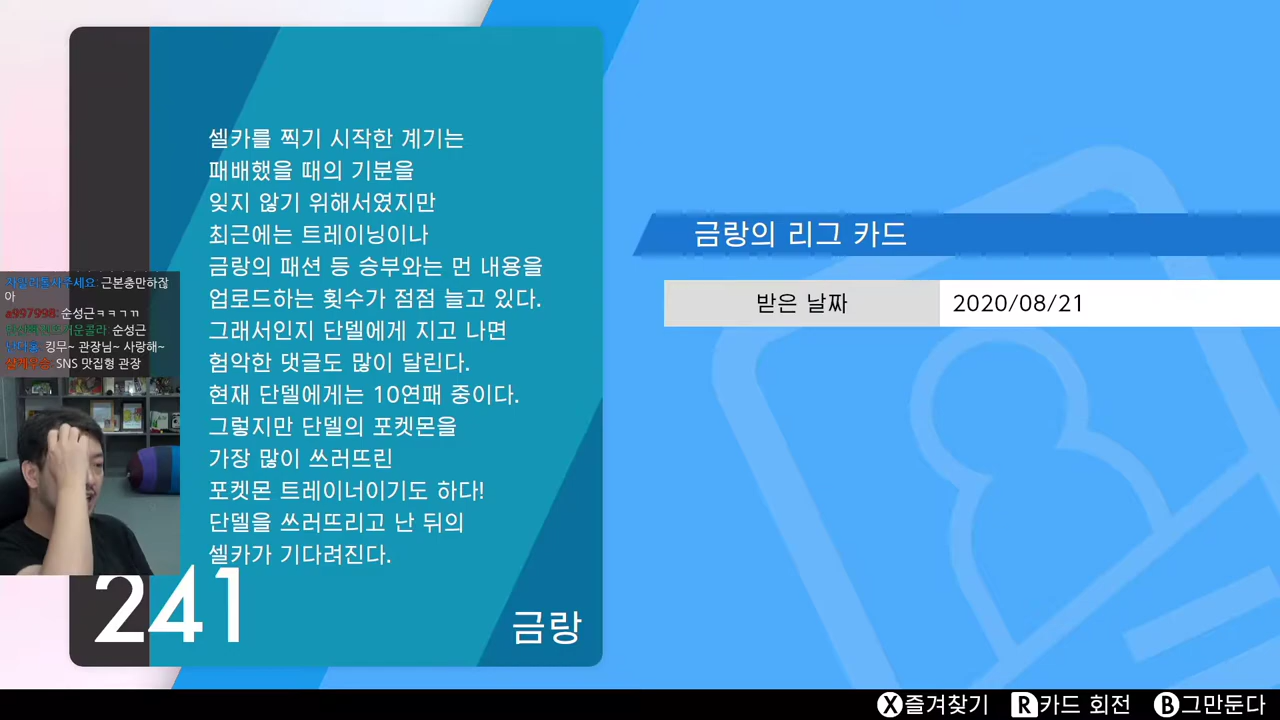 셀카를 찍기 시작한 계기는
패배했을 때의 기분을
잊지 않기 위해서였지만
최근에는 트레이닝이나
금랑의 패션 등 승부와는 먼 내용을
업로드하는 횟수가 점점 늘고 있다.
그래서인지 단델에게 지고 나면
험악한 댓글도 많이 달린다.
현재 단델에게는 10연패 중이다.
그렇지만 단델의 포켓몬을
가장 많이 쓰러뜨린
포켓몬 트레이너이기도 하다!
단델을 쓰러뜨리고 난 뒤의
셀카가 기다려진다.
241
금랑
근본충만하잖
아
a997998: 순성근ㅋㅋㄱㄲ
순성근
킹무~ 관장님~ 사랑해~
SNS 맛집형 관장
금랑의 리그 카드
받은 날짜 2020/08/21
X 즐겨찾기 R 카드 회전 B 그만둔다